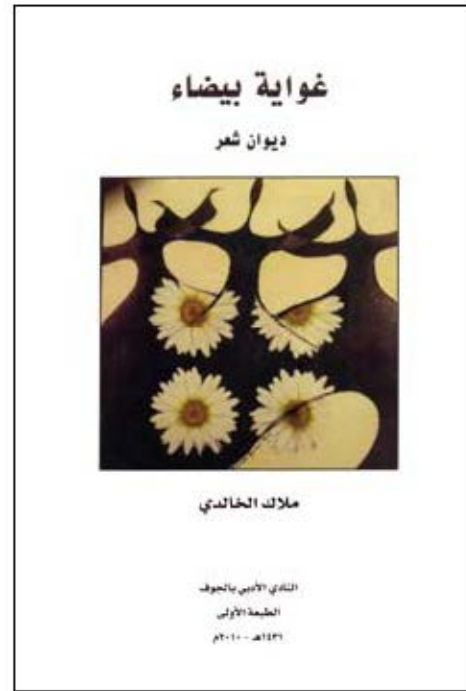 غواية بيضاء
ديوان شعر
ملاك الخالدي
النادي الأدبي بالجوف
الطبعة الأولى
١٤٣١هـ - ٢٠١٠م